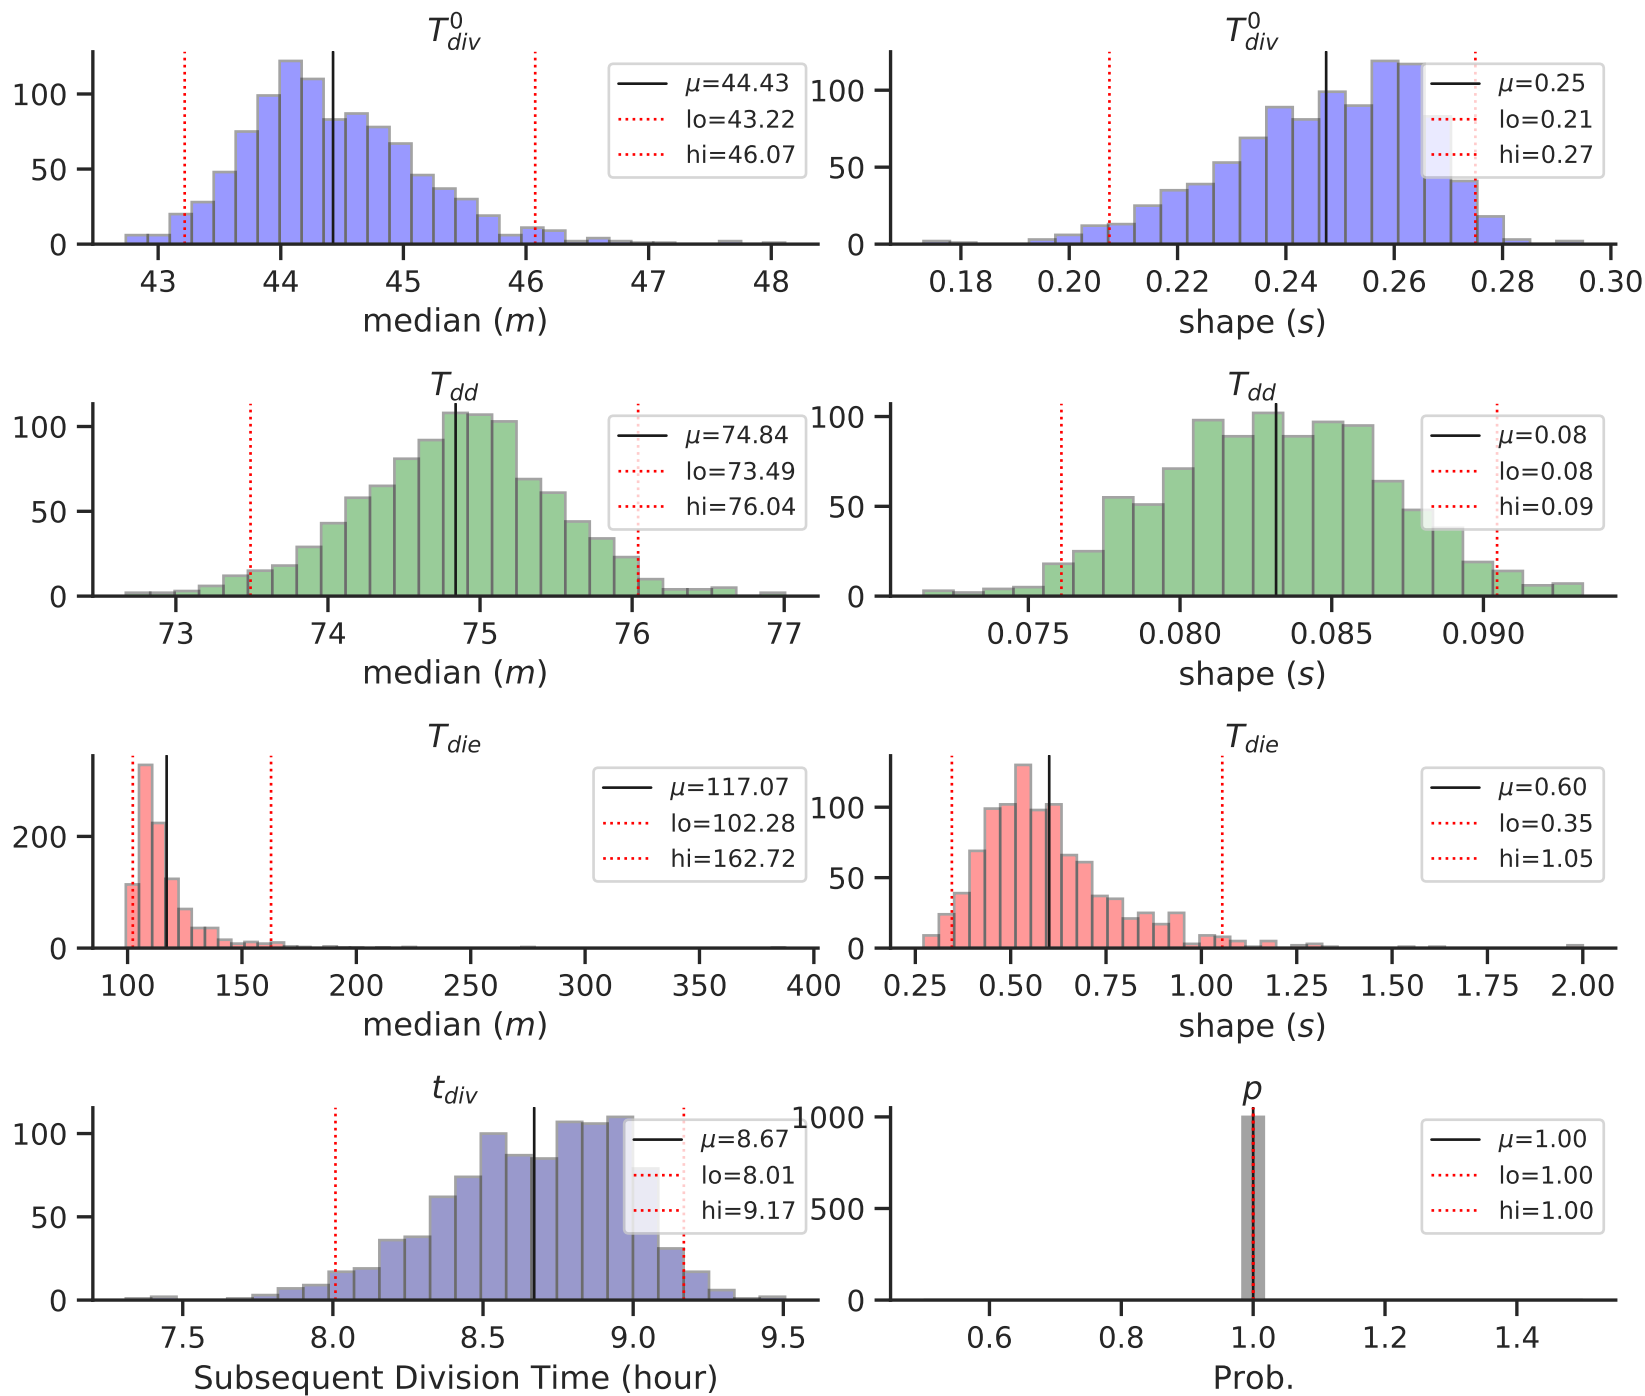 T⁰div
100
50
0
43 44 45 46 47 48
median (m)
μ=44.43
lo=43.22
hi=46.07
T⁰div
100
50
0
0.18 0.20 0.22 0.24 0.26 0.28 0.30
shape (s)
μ=0.25
lo=0.21
hi=0.27
Tdd
100
50
0
73 74 75 76 77
median (m)
μ=74.84
lo=73.49
hi=76.04
Tdd
100
50
0
0.075 0.080 0.085 0.090
shape (s)
μ=0.08
lo=0.08
hi=0.09
Tdie
200
0
100 150 200 250 300 350 400
median (m)
μ=117.07
lo=102.28
hi=162.72
Tdie
100
50
0
0.25 0.50 0.75 1.00 1.25 1.50 1.75 2.00
shape (s)
μ=0.60
lo=0.35
hi=1.05
tdiv
100
50
0
7.5 8.0 8.5 9.0 9.5
Subsequent Division Time (hour)
μ=8.67
lo=8.01
hi=9.17
p
1000
500
0
0.6 0.8 1.0 1.2 1.4
Prob.
μ=1.00
lo=1.00
hi=1.00